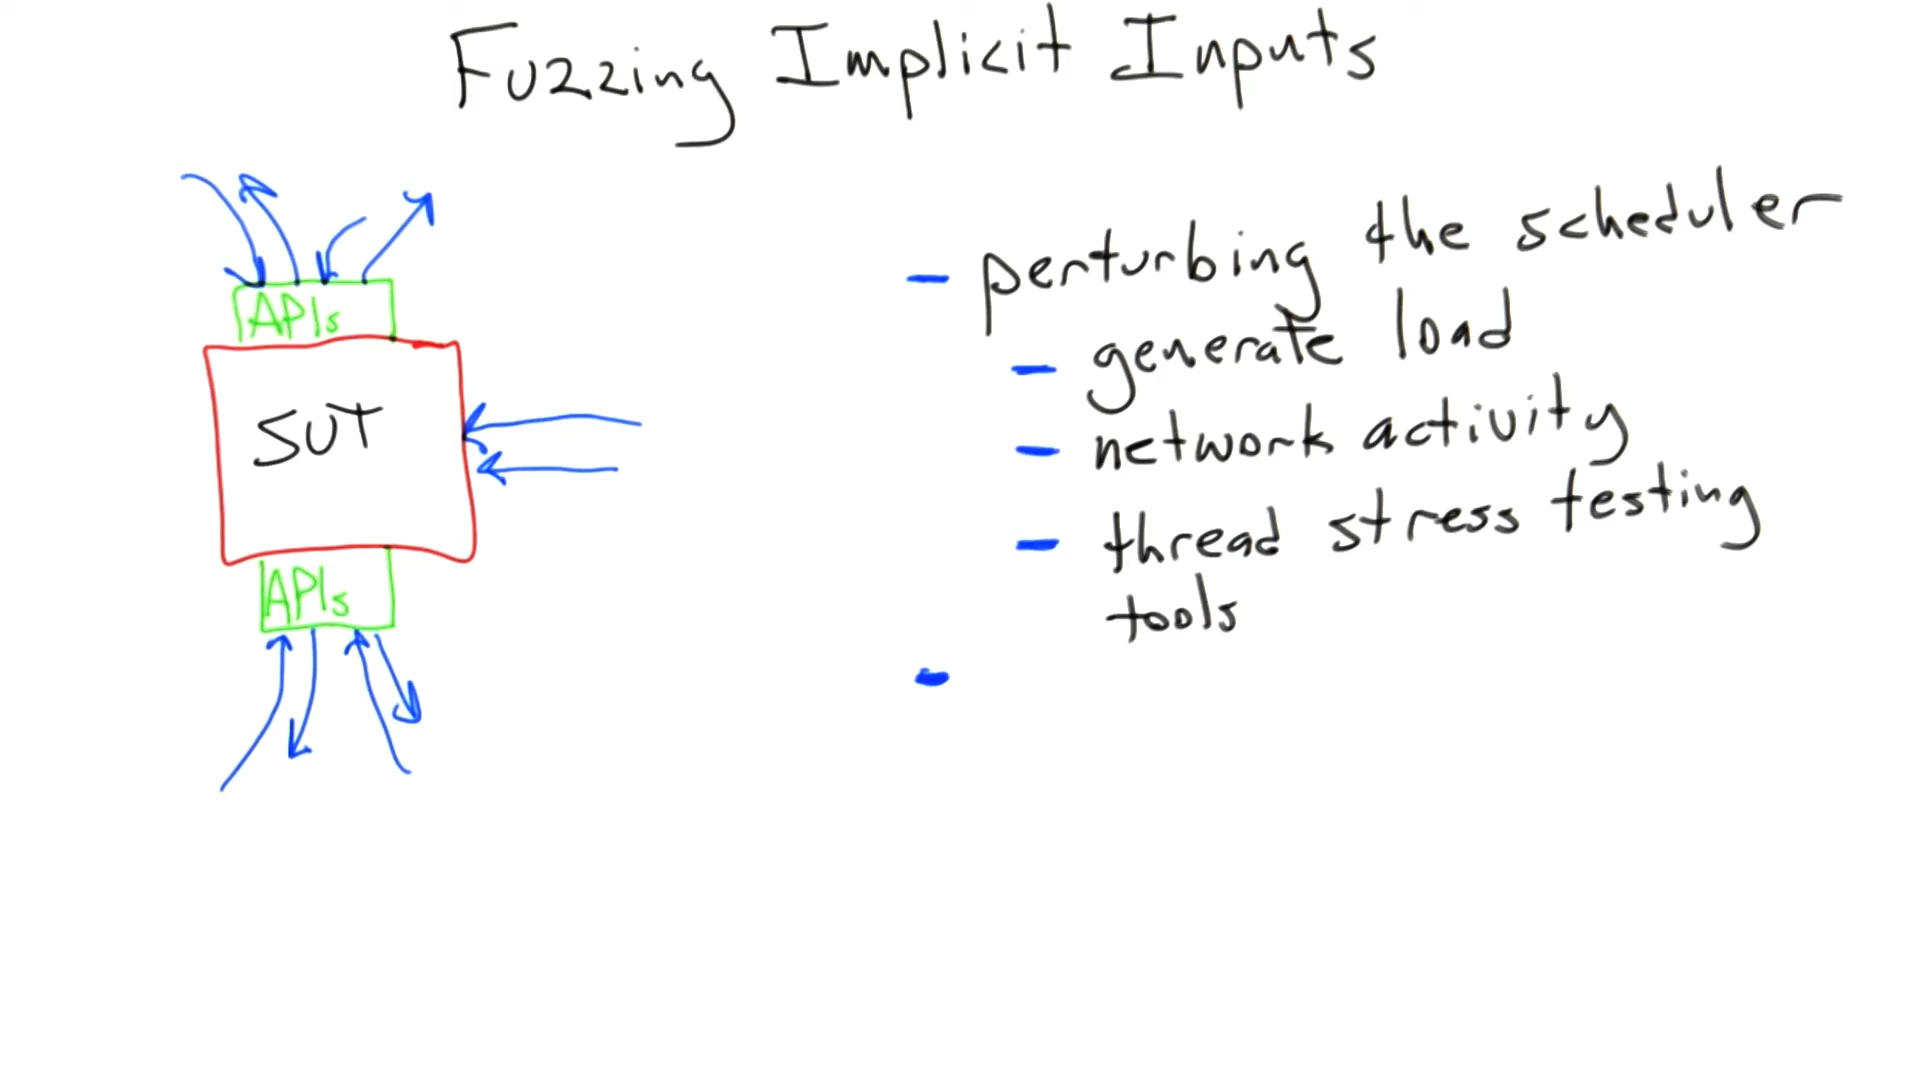 Fuzzing Implicit Inputs
- perturbing the scheduler
- generate load
- network activity
- thread stress testing
tools
-
APIs
SUT
APIs